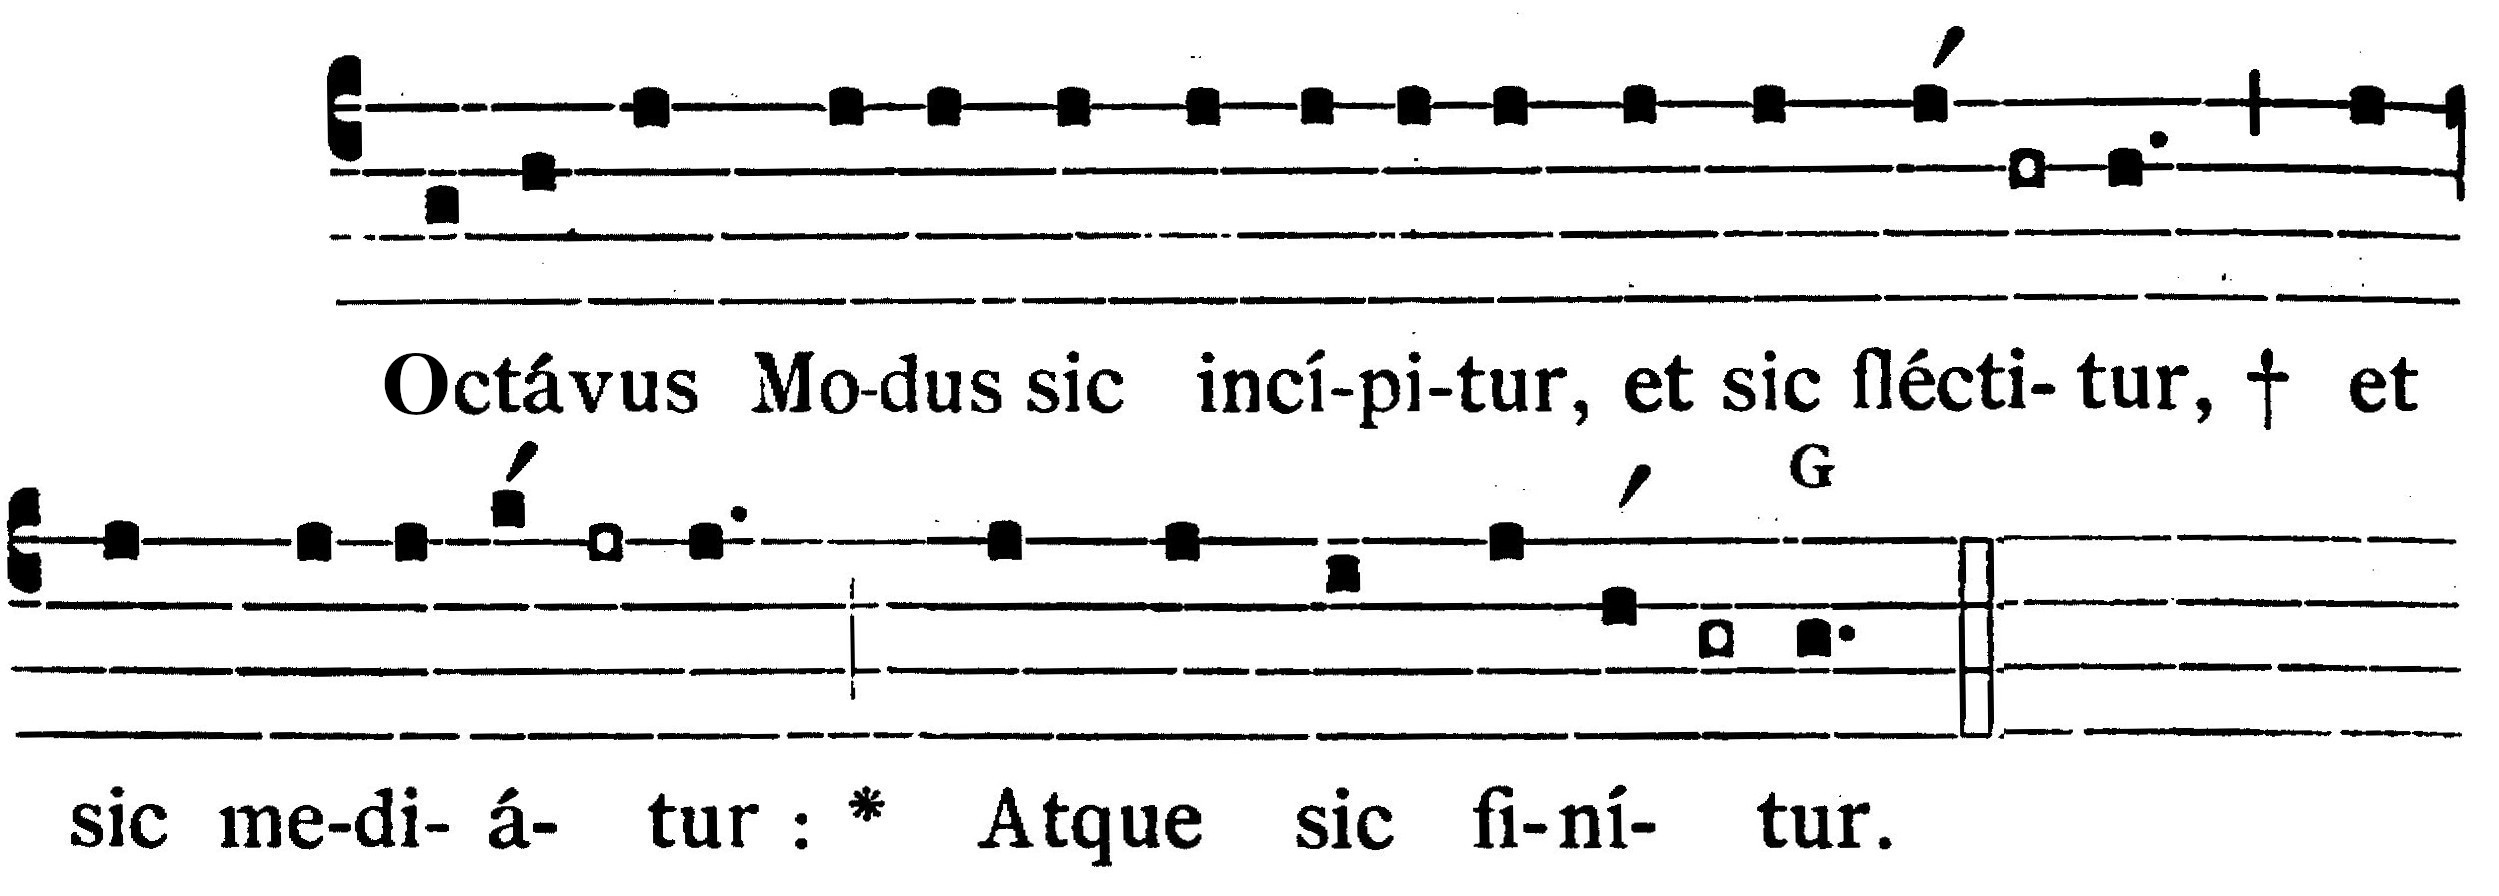 Octávus Mo-dus sic incí-pi-tur, et sic flécti- tur, † et
G
sic me-di- á- tur : * Atque sic fi-ní- tur.